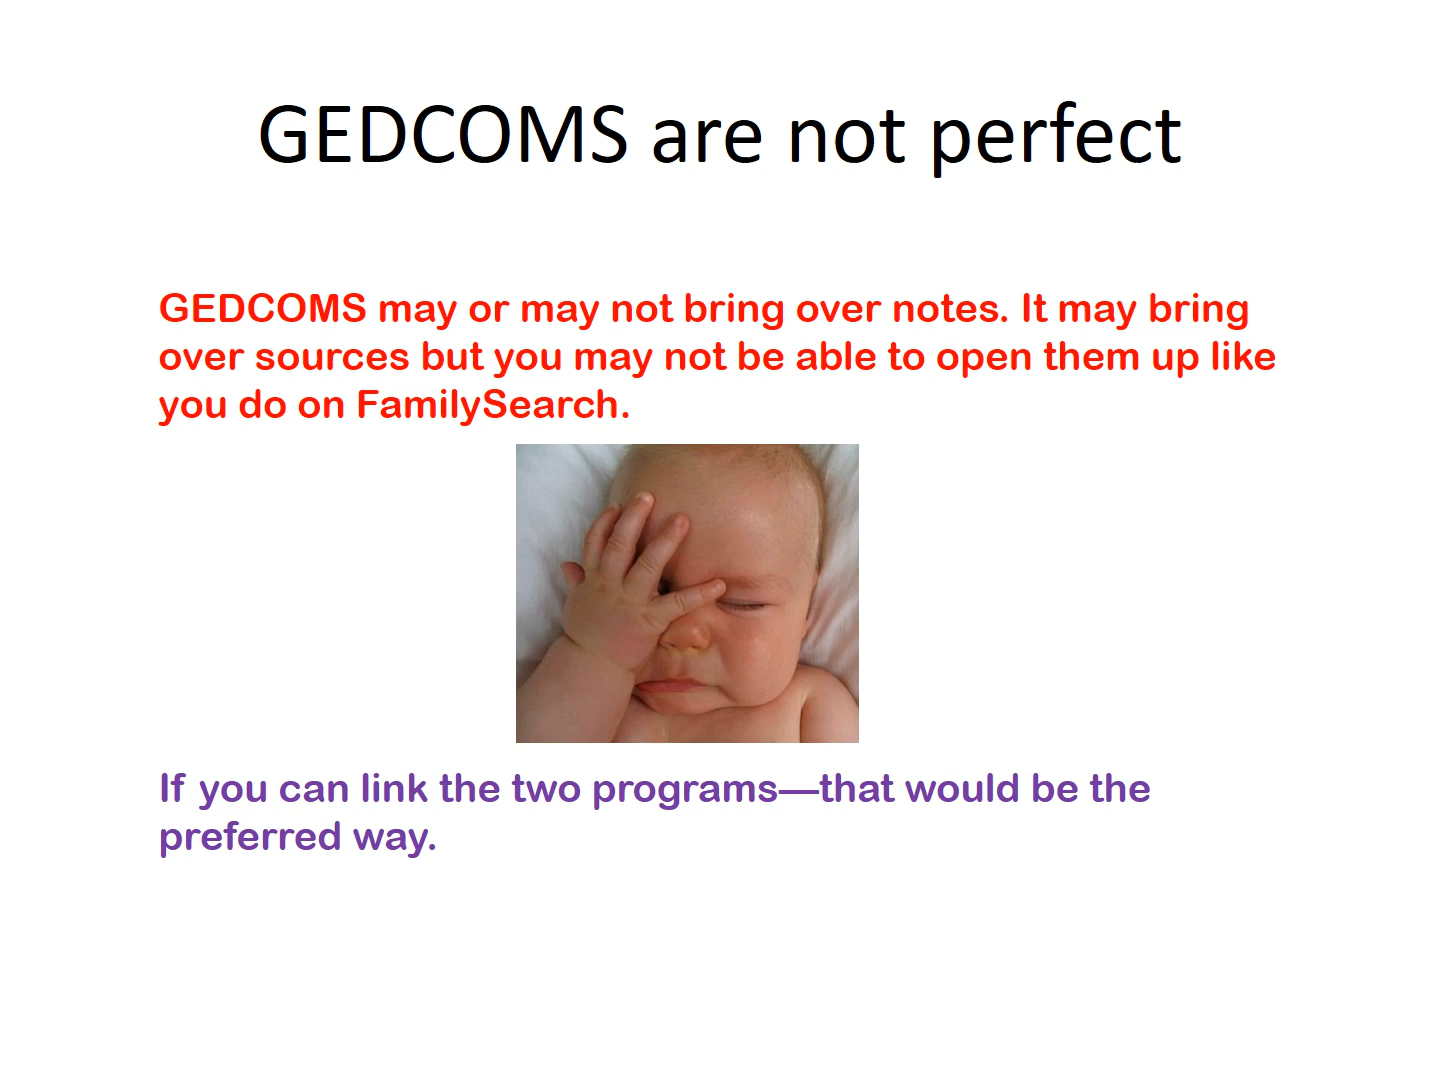 GEDCOMS are not perfect
GEDCOMS may or may not bring over notes. It may bring
over sources but you may not be able to open them up like
you do on FamilySearch.
If you can link the two programs—that would be the
preferred way.